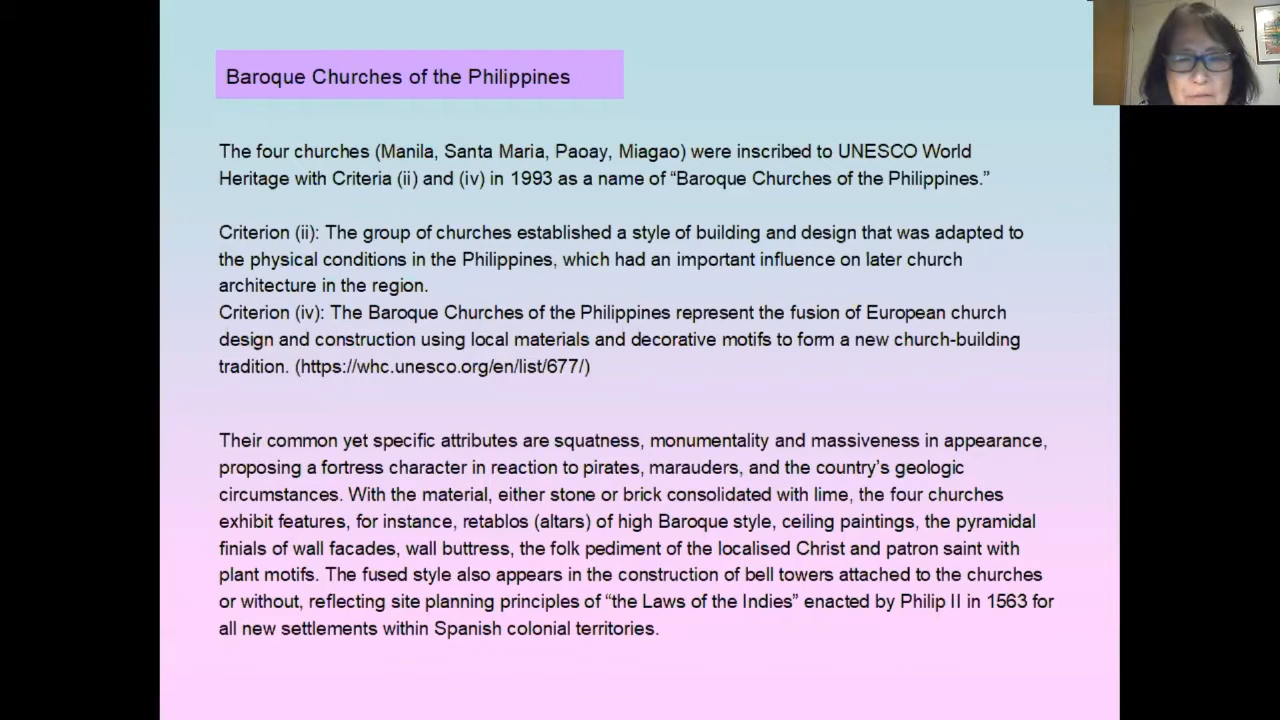 Baroque Churches of the Philippines
The four churches (Manila, Santa Maria, Paoay, Miagao) were inscribed to UNESCO World
Heritage with Criteria (ii) and (iv) in 1993 as a name of “Baroque Churches of the Philippines.”
Criterion (ii): The group of churches established a style of building and design that was adapted to
the physical conditions in the Philippines, which had an important influence on later church
architecture in the region.
Criterion (iv): The Baroque Churches of the Philippines represent the fusion of European church
design and construction using local materials and decorative motifs to form a new church-building
tradition. (https://whc.unesco.org/en/list/677/)
Their common yet specific attributes are squatness, monumentality and massiveness in appearance,
proposing a fortress character in reaction to pirates, marauders, and the country’s geologic
circumstances. With the material, either stone or brick consolidated with lime, the four churches
exhibit features, for instance, retablos (altars) of high Baroque style, ceiling paintings, the pyramidal
finials of wall facades, wall buttress, the folk pediment of the localised Christ and patron saint with
plant motifs. The fused style also appears in the construction of bell towers attached to the churches
or without, reflecting site planning principles of “the Laws of the Indies” enacted by Philip II in 1563 for
all new settlements within Spanish colonial territories.